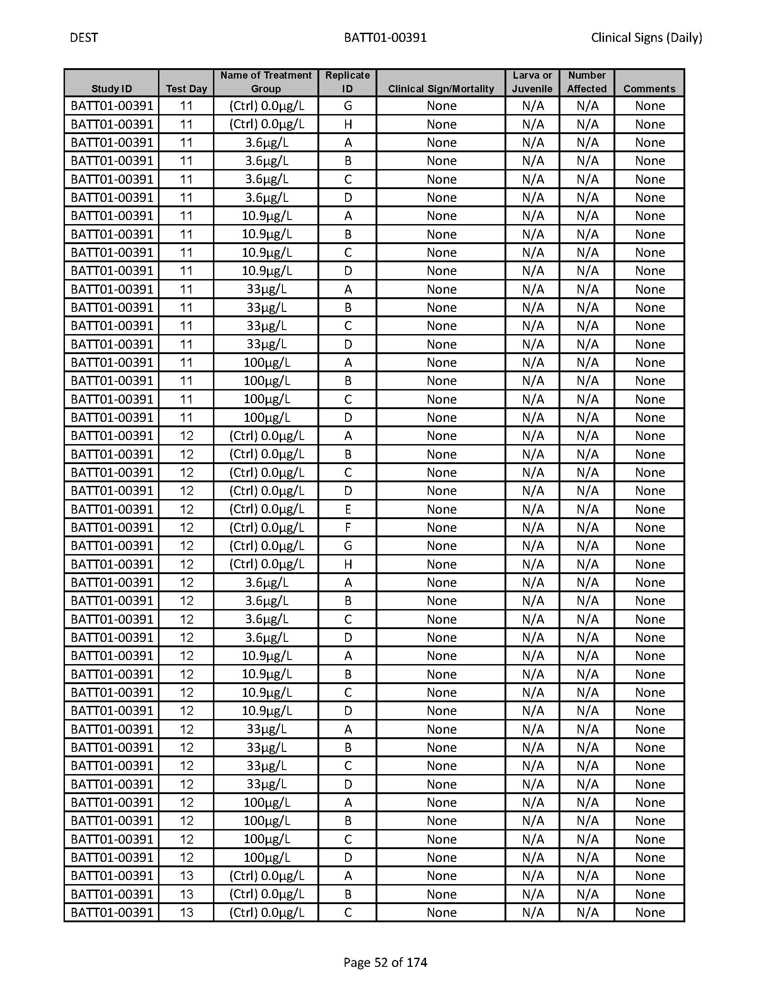 DEST BATT01-00391 Clinical Signs (Daily)
Study ID Test Day Name of Treatment Group Replicate ID Clinical Sign/Mortality Larva or Juvenile Number Affected Comments
BATT01-00391 11 (Ctrl) 0.0µg/L G None N/A N/A None
BATT01-00391 11 (Ctrl) 0.0µg/L H None N/A N/A None
BATT01-00391 11 3.6µg/L A None N/A N/A None
BATT01-00391 11 3.6µg/L B None N/A N/A None
BATT01-00391 11 3.6µg/L C None N/A N/A None
BATT01-00391 11 3.6µg/L D None N/A N/A None
BATT01-00391 11 10.9µg/L A None N/A N/A None
BATT01-00391 11 10.9µg/L B None N/A N/A None
BATT01-00391 11 10.9µg/L C None N/A N/A None
BATT01-00391 11 10.9µg/L D None N/A N/A None
BATT01-00391 11 33µg/L A None N/A N/A None
BATT01-00391 11 33µg/L B None N/A N/A None
BATT01-00391 11 33µg/L C None N/A N/A None
BATT01-00391 11 33µg/L D None N/A N/A None
BATT01-00391 11 100µg/L A None N/A N/A None
BATT01-00391 11 100µg/L B None N/A N/A None
BATT01-00391 11 100µg/L C None N/A N/A None
BATT01-00391 11 100µg/L D None N/A N/A None
BATT01-00391 12 (Ctrl) 0.0µg/L A None N/A N/A None
BATT01-00391 12 (Ctrl) 0.0µg/L B None N/A N/A None
BATT01-00391 12 (Ctrl) 0.0µg/L C None N/A N/A None
BATT01-00391 12 (Ctrl) 0.0µg/L D None N/A N/A None
BATT01-00391 12 (Ctrl) 0.0µg/L E None N/A N/A None
BATT01-00391 12 (Ctrl) 0.0µg/L F None N/A N/A None
BATT01-00391 12 (Ctrl) 0.0µg/L G None N/A N/A None
BATT01-00391 12 (Ctrl) 0.0µg/L H None N/A N/A None
BATT01-00391 12 3.6µg/L A None N/A N/A None
BATT01-00391 12 3.6µg/L B None N/A N/A None
BATT01-00391 12 3.6µg/L C None N/A N/A None
BATT01-00391 12 3.6µg/L D None N/A N/A None
BATT01-00391 12 10.9µg/L A None N/A N/A None
BATT01-00391 12 10.9µg/L B None N/A N/A None
BATT01-00391 12 10.9µg/L C None N/A N/A None
BATT01-00391 12 10.9µg/L D None N/A N/A None
BATT01-00391 12 33µg/L A None N/A N/A None
BATT01-00391 12 33µg/L B None N/A N/A None
BATT01-00391 12 33µg/L C None N/A N/A None
BATT01-00391 12 33µg/L D None N/A N/A None
BATT01-00391 12 100µg/L A None N/A N/A None
BATT01-00391 12 100µg/L B None N/A N/A None
BATT01-00391 12 100µg/L C None N/A N/A None
BATT01-00391 12 100µg/L D None N/A N/A None
BATT01-00391 13 (Ctrl) 0.0µg/L A None N/A N/A None
BATT01-00391 13 (Ctrl) 0.0µg/L B None N/A N/A None
BATT01-00391 13 (Ctrl) 0.0µg/L C None N/A N/A None
Page 52 of 174